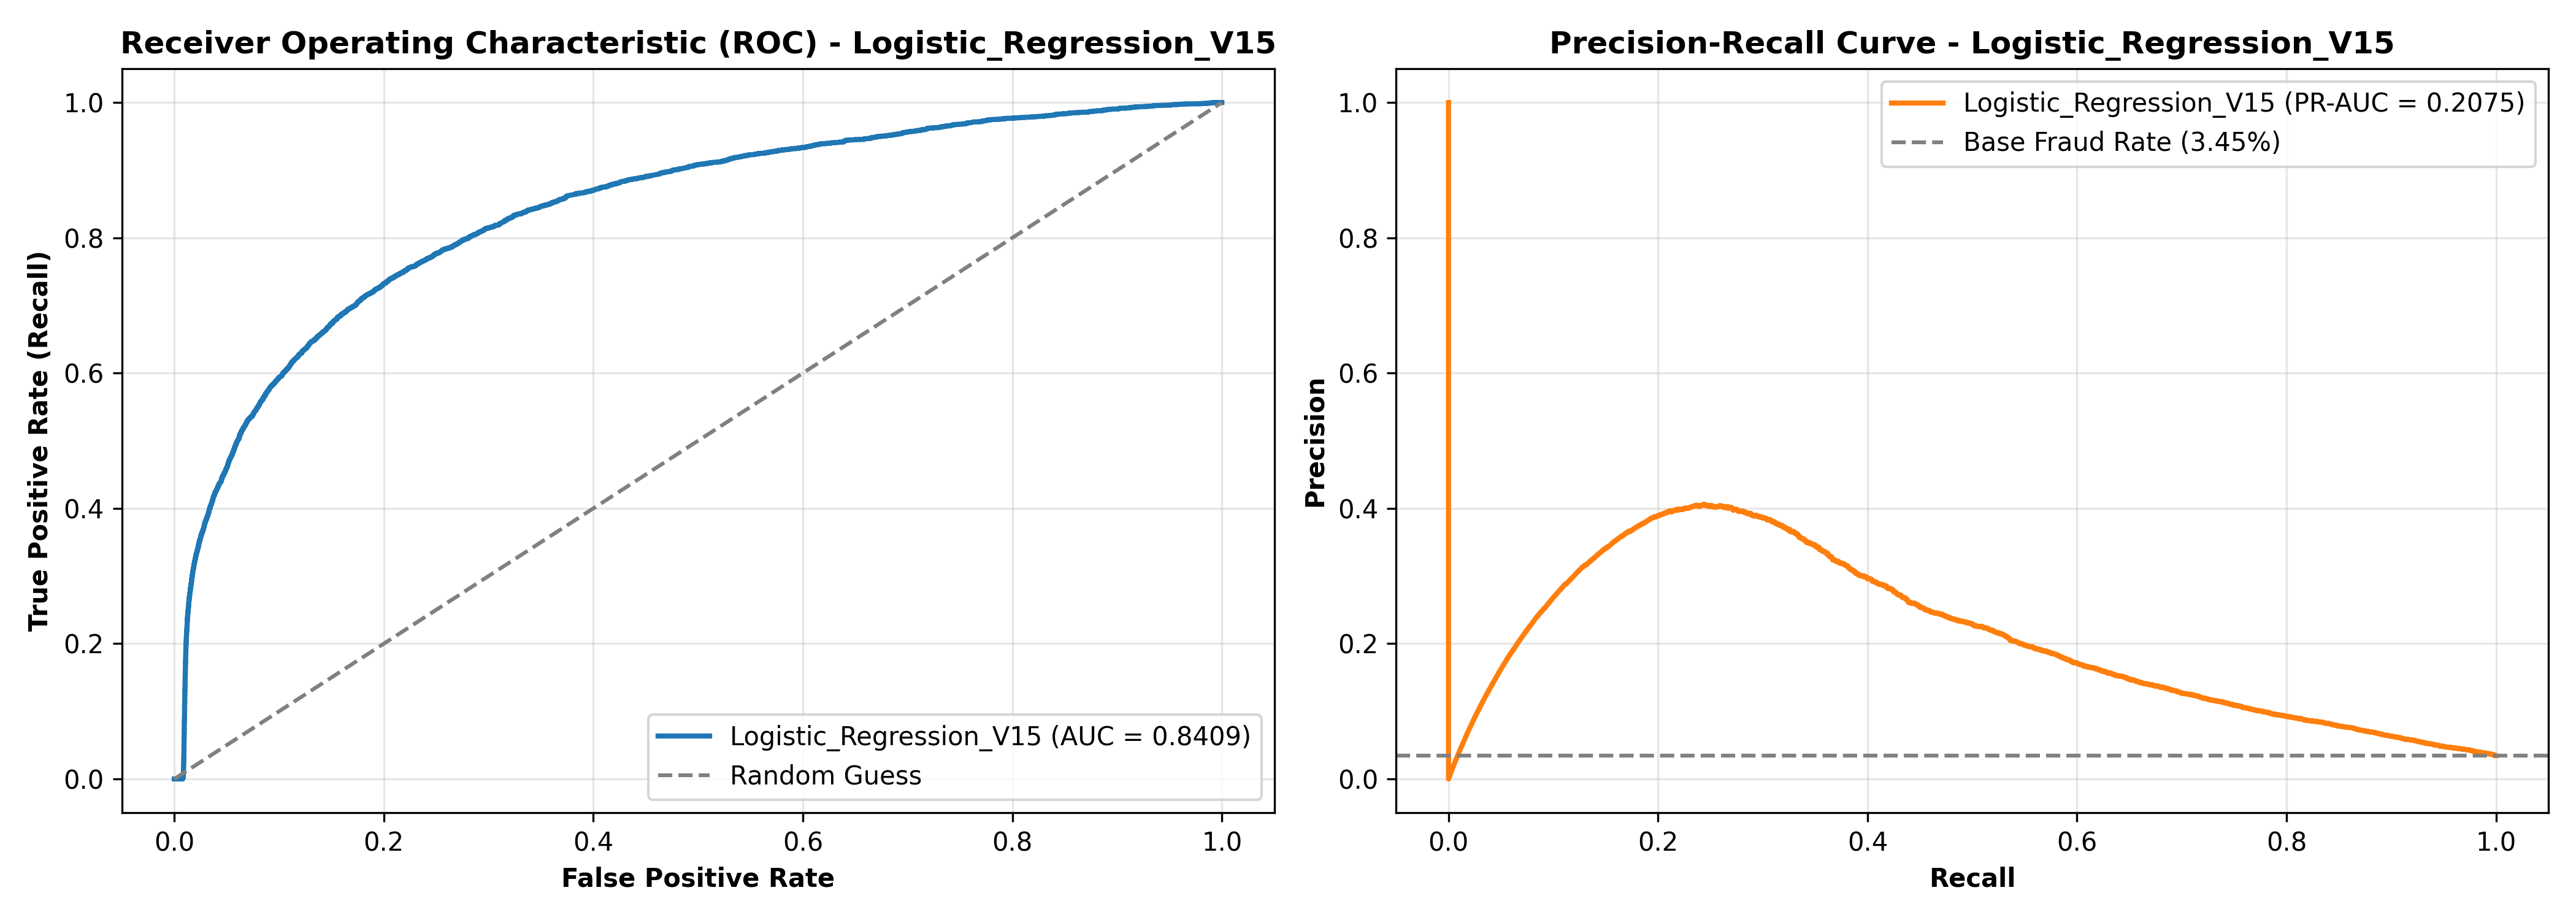 Receiver Operating Characteristic (ROC) - Logistic_Regression_V15
True Positive Rate (Recall)
1.0
0.8
0.6
0.4
0.2
0.0
Logistic_Regression_V15 (AUC = 0.8409)
Random Guess
0.0 0.2 0.4 0.6 0.8 1.0
False Positive Rate
Precision-Recall Curve - Logistic_Regression_V15
Precision
1.0
0.8
0.6
0.4
0.2
0.0
Logistic_Regression_V15 (PR-AUC = 0.2075)
Base Fraud Rate (3.45%)
0.0 0.2 0.4 0.6 0.8 1.0
Recall